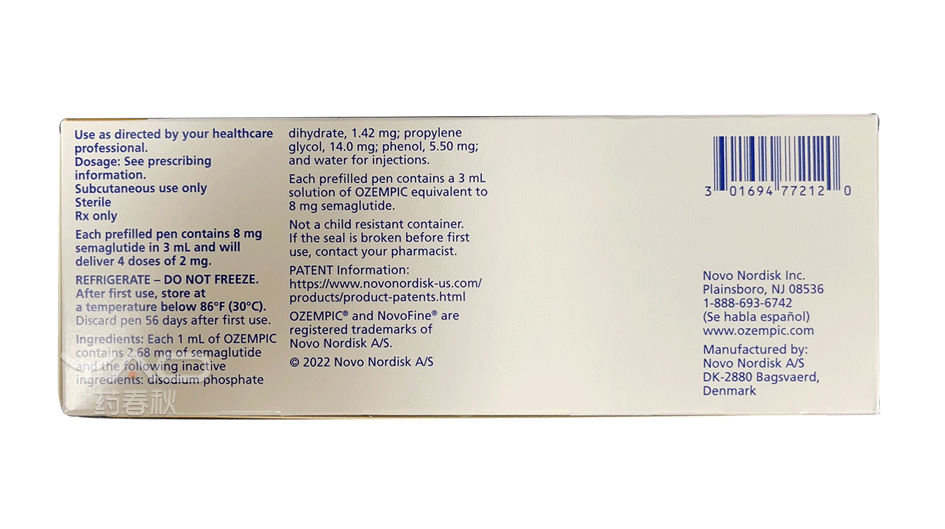 Use as directed by your healthcare
professional.
Dosage: See prescribing
information.
Subcutaneous use only
Sterile
Rx only
Each prefilled pen contains 8 mg
semaglutide in 3 mL and will
deliver 4 doses of 2 mg.
REFRIGERATE – DO NOT FREEZE.
After first use, store at
a temperature below 86°F (30°C).
Discard pen 56 days after first use.
Ingredients: Each 1 mL of OZEMPIC
contains 2.68 mg of semaglutide
and the following inactive
ingredients: disodium phosphate
药春秋
dihydrate, 1.42 mg; propylene
glycol, 14.0 mg; phenol, 5.50 mg;
and water for injections.
Each prefilled pen contains a 3 mL
solution of OZEMPIC equivalent to
8 mg semaglutide.
Not a child resistant container.
If the seal is broken before first
use, contact your pharmacist.
PATENT Information:
https://www.novonordisk-us.com/
products/product-patents.html
OZEMPIC® and NovoFine® are
registered trademarks of
Novo Nordisk A/S.
© 2022 Novo Nordisk A/S
3 01694 77212 0
Novo Nordisk Inc.
Plainsboro, NJ 08536
1-888-693-6742
(Se habla español)
www.ozempic.com
Manufactured by:
Novo Nordisk A/S
DK-2880 Bagsvaerd,
Denmark